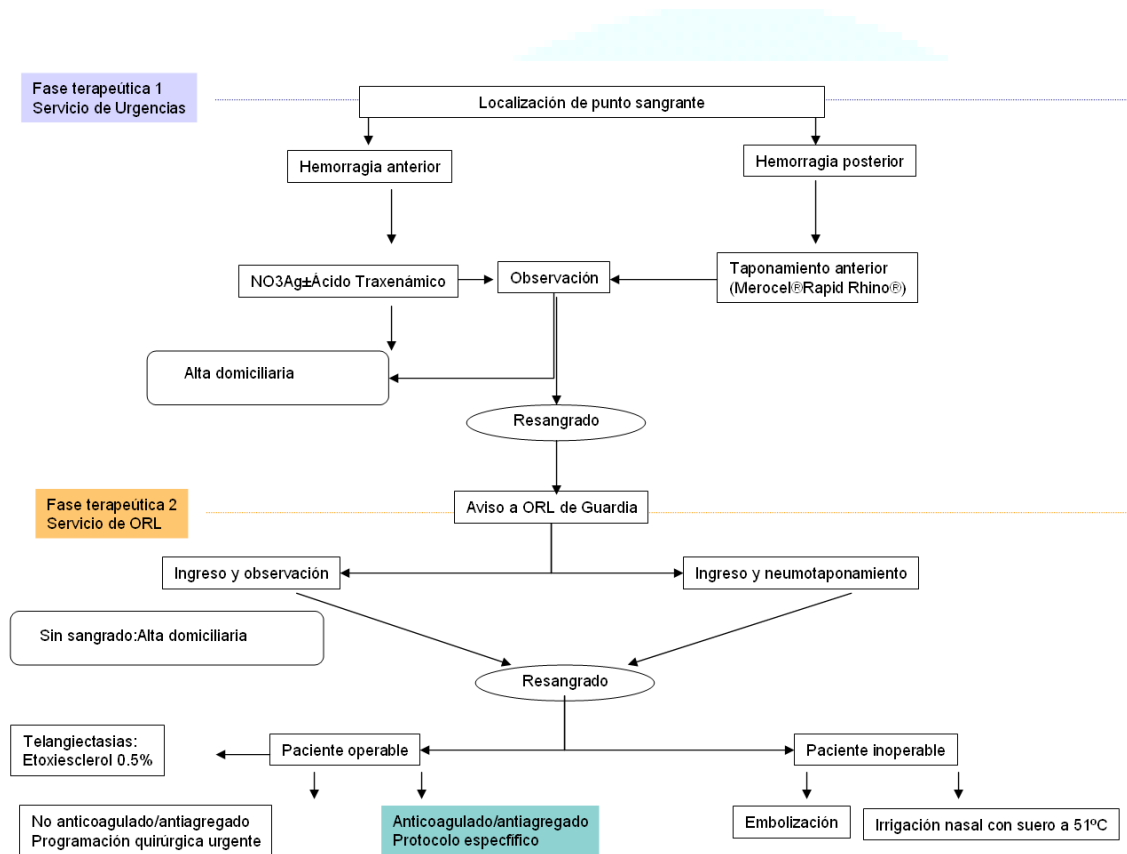 Fase terapeútica 1
Servicio de Urgencias
Localización de punto sangrante
Hemorragia anterior
Hemorragia posterior
NO3Ag±Ácido Traxenámico
Observación
Taponamiento anterior
(Merocel®Rapid Rhino®)
Alta domiciliaria
Resangrado
Fase terapeútica 2
Servicio de ORL
Aviso a ORL de Guardia
Ingreso y observación
Ingreso y neumotaponamiento
Sin sangrado:Alta domiciliaria
Resangrado
Telangiectasias:
Etoxiesclerol 0.5%
Paciente operable
Paciente inoperable
No anticoagulado/antiagregado
Programación quirúrgica urgente
Anticoagulado/antiagregado
Protocolo especffífico
Embolización
Irrigación nasal con suero a 51ºC